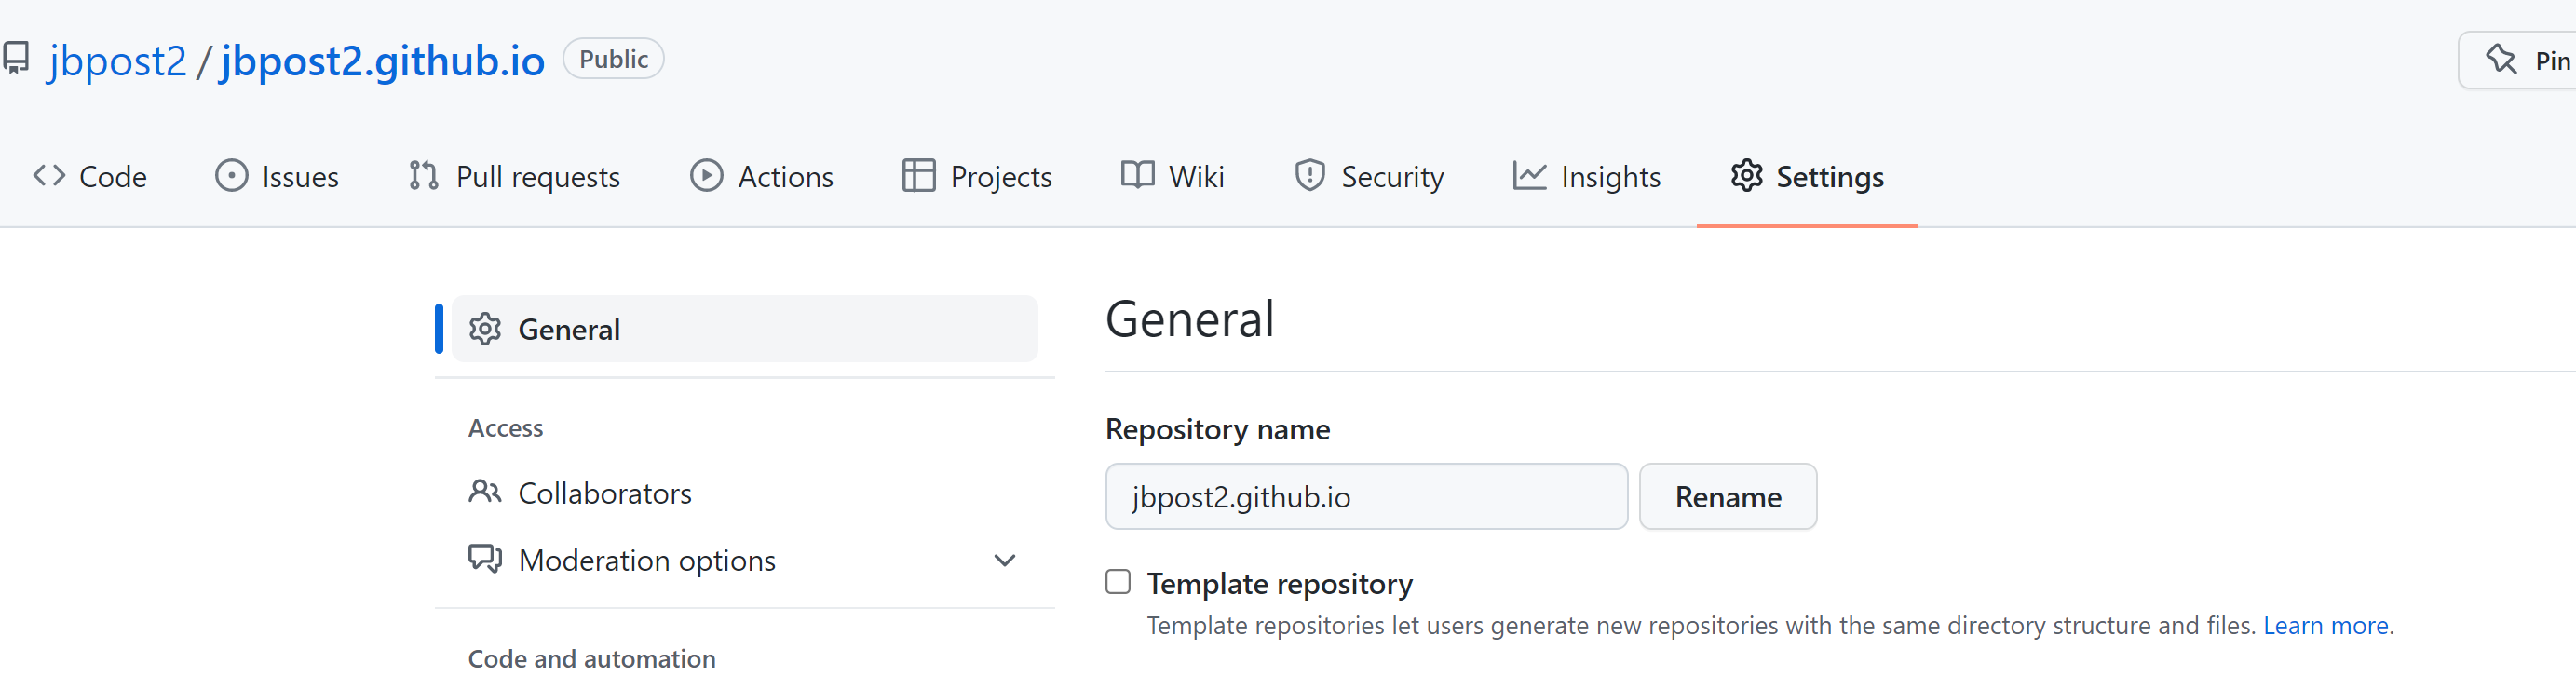 jbpost2 / jbpost2.github.io Public Pin
Code Issues Pull requests Actions Projects Wiki Security Insights Settings
General
Access
Collaborators
Moderation options
Code and automation
General
Repository name
jbpost2.github.io Rename
Template repository
Template repositories let users generate new repositories with the same directory structure and files. Learn more.